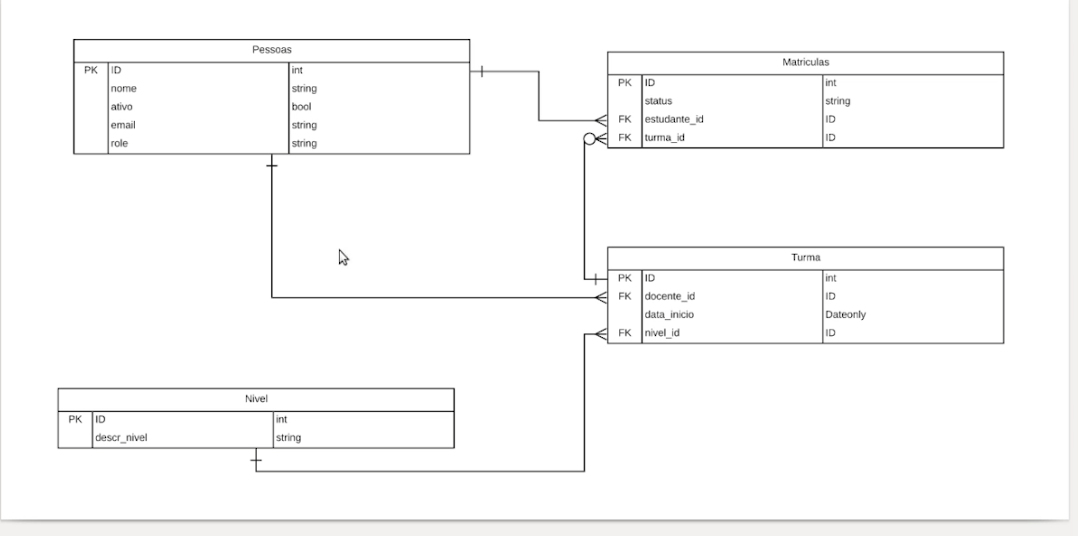 Pessoas
PK ID int
nome string
ativo bool
email string
role string
Matriculas
PK ID int
status string
FK estudante_id ID
FK turma_id ID
Turma
PK ID int
FK docente_id ID
data_inicio Dateonly
FK nivel_id ID
Nivel
PK ID int
descr_nivel string